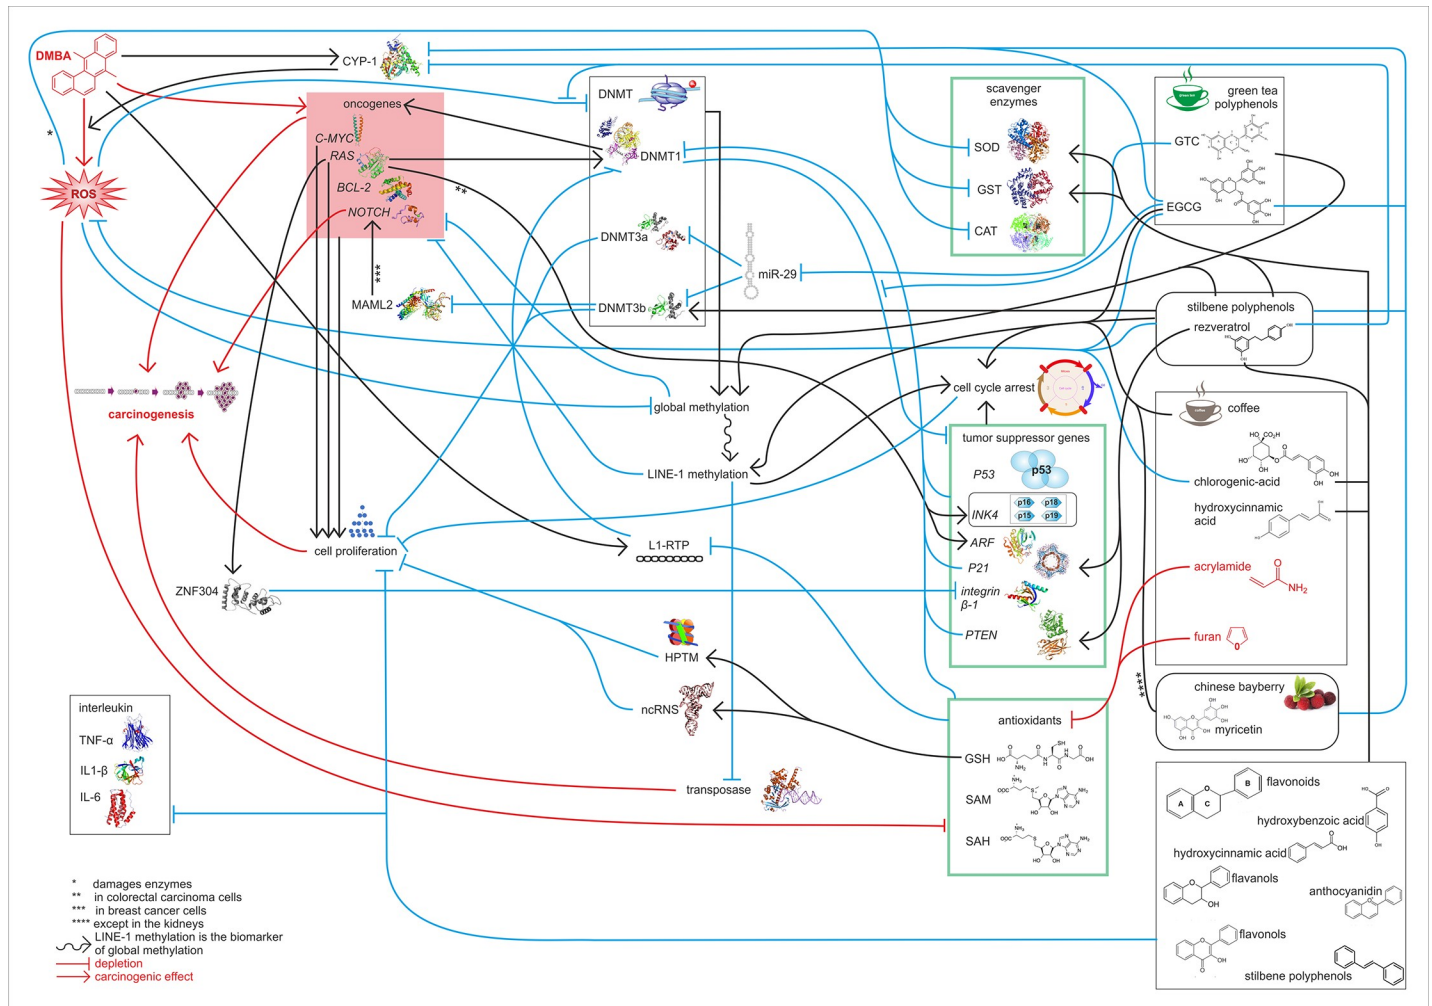 DMBA
CYP-1
*
ROS
oncogenes
C-MYC
RAS
BCL-2
NOTCH
**
***
MAML2
carcinogenesis
cell proliferation
ZNF304
DNMT
DNMT1
DNMT3a
DNMT3b
miR-29
global methylation
LINE-1 methylation
L1-RTP
HPTM
ncRNS
transposase
scavenger
enzymes
SOD
GST
CAT
cell cycle arrest
tumor suppressor genes
P53
p53
INK4
p16
p18
p15
p19
ARF
P21
integrin
β-1
PTEN
antioxidants
GSH
SAM
SAH
green tea
polyphenols
GTC
EGCG
stilbene polyphenols
rezveratrol
coffee
chlorogenic-acid
hydroxycinnamic
acid
acrylamide
furan
****
chinese bayberry
myricetin
flavonoids
A
B
C
hydroxybenzoic acid
hydroxycinnamic acid
flavanols
anthocyanidin
flavonols
stilbene polyphenols
interleukin
TNF-α
IL1-β
IL-6
* damages enzymes
** in colorectal carcinoma cells
*** in breast cancer cells
**** except in the kidneys
LINE-1 methylation is the biomarker
of global methylation
depletion
carcinogenic effect